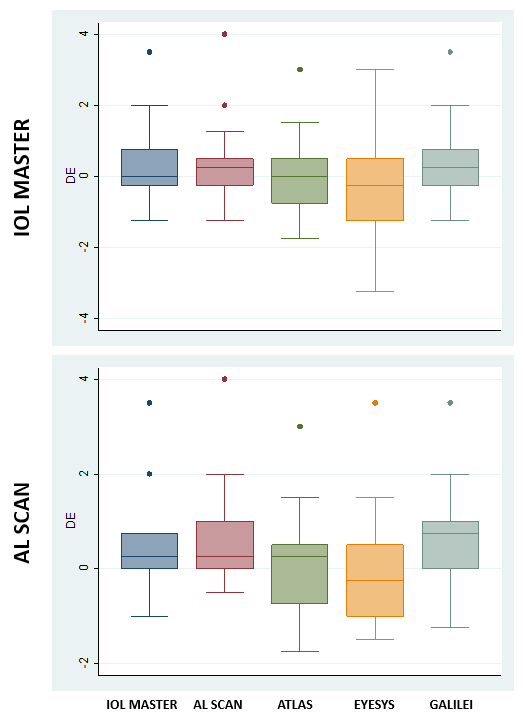 IOL MASTER
DE
4
2
0
-2
-4
AL SCAN
DE
4
2
0
-2
IOL MASTER AL SCAN ATLAS EYESYS GALILEI